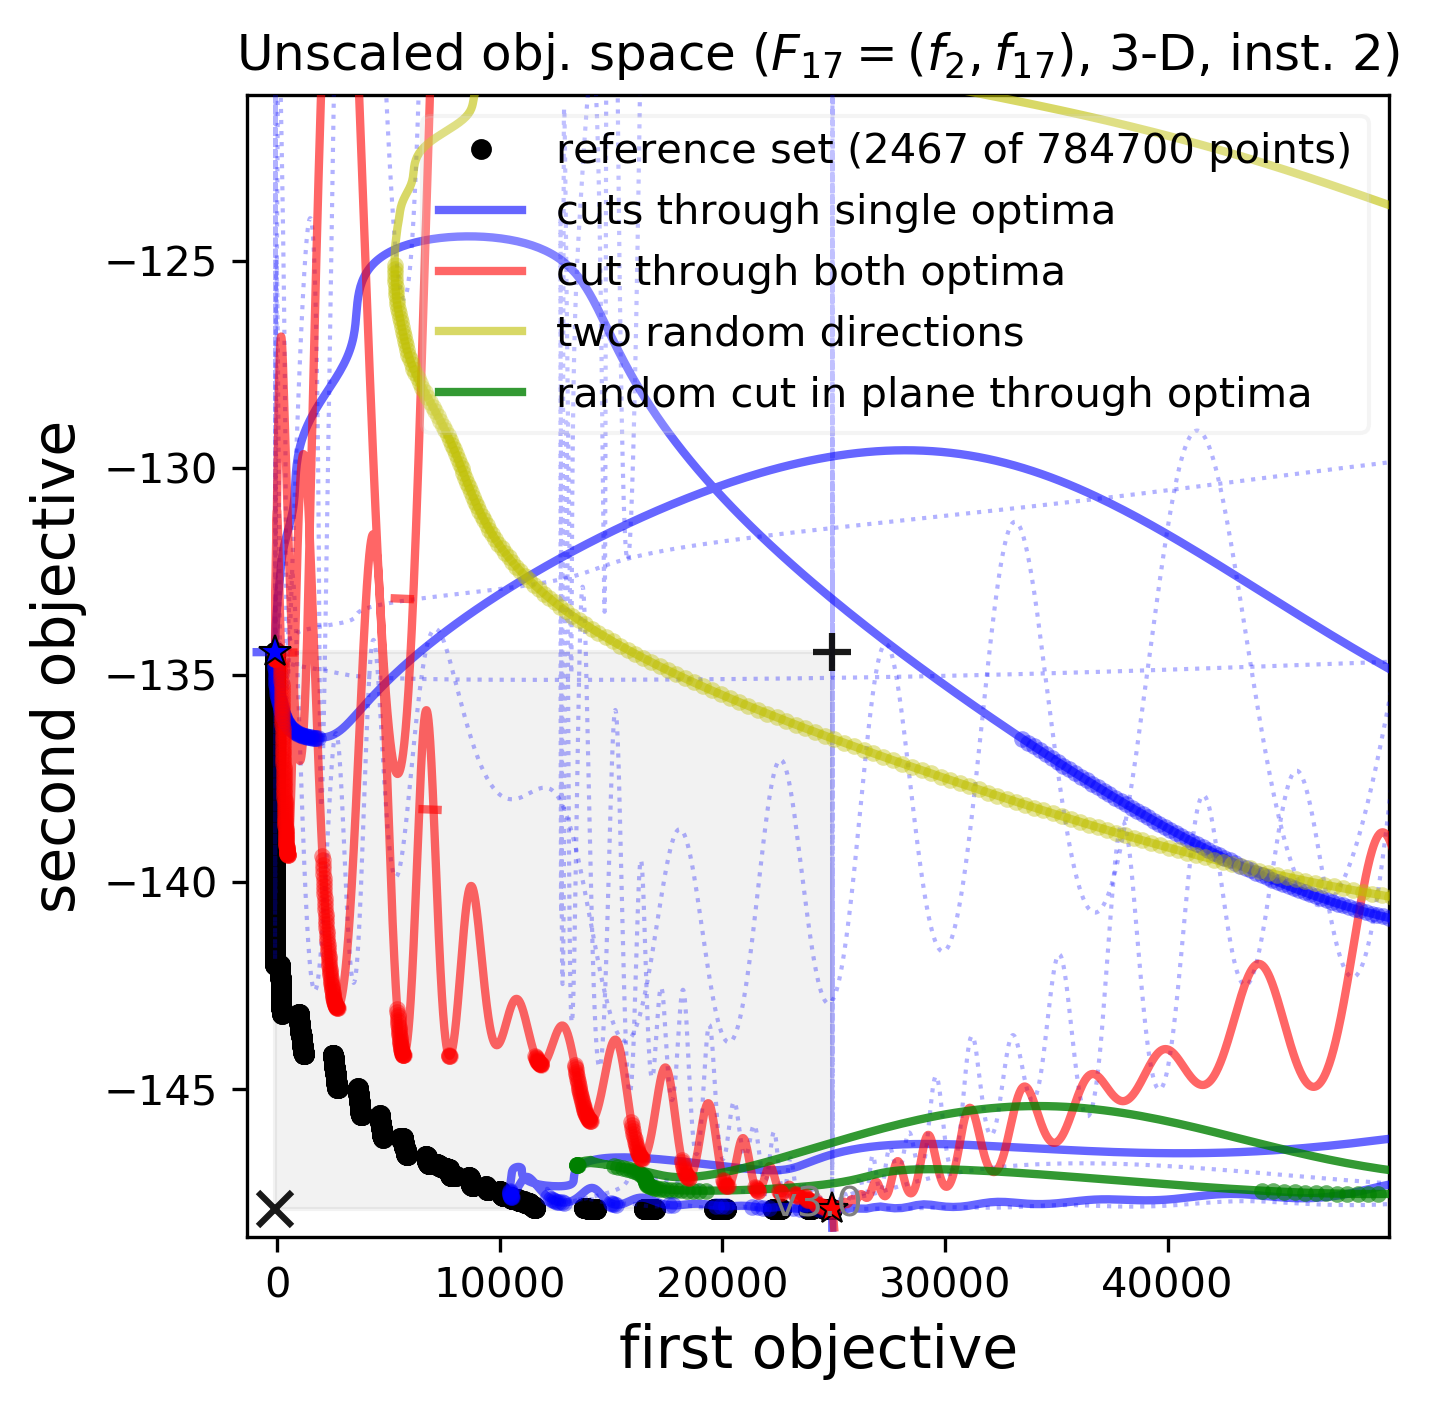 Unscaled obj. space (F₁₇ = (f₂, f₁₇), 3-D, inst. 2)
reference set (2467 of 784700 points)
cuts through single optima
cut through both optima
two random directions
random cut in plane through optima
second objective
−125
−130
−135
−140
−145
v3.0
0
10000
20000
30000
40000
first objective